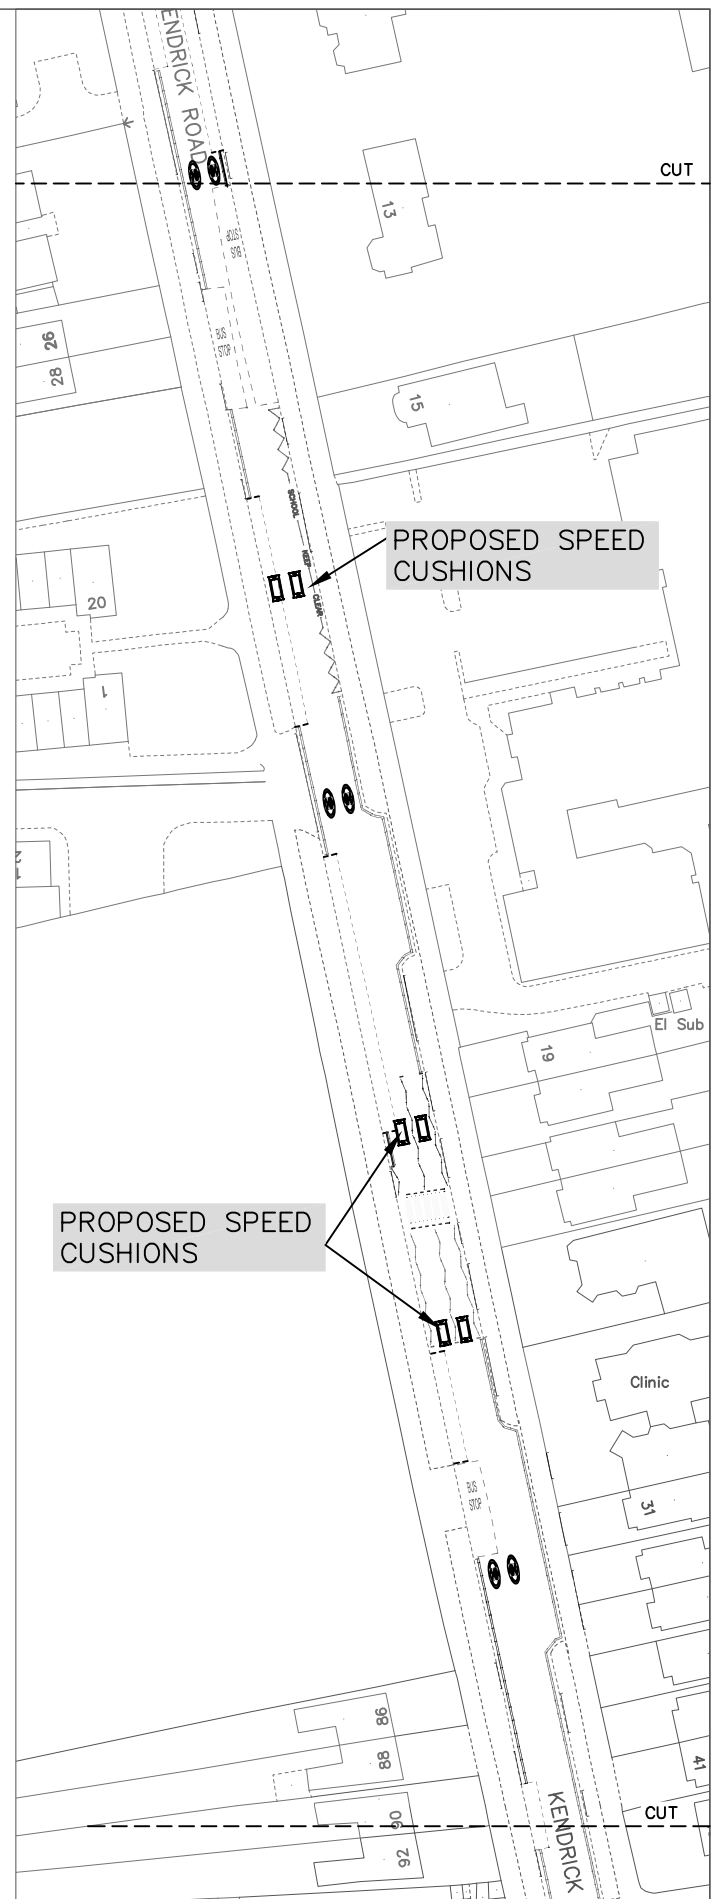 ENDRICK ROAD
CUT
13
BUS
STOP
BUS
STOP
26
28
15
SCHOOL
KEEP
CLEAR
PROPOSED SPEED
CUSHIONS
20
1
El Sub
19
PROPOSED SPEED
CUSHIONS
Clinic
BUS
STOP
31
86
88
41
CUT
90
92
KENDRICK